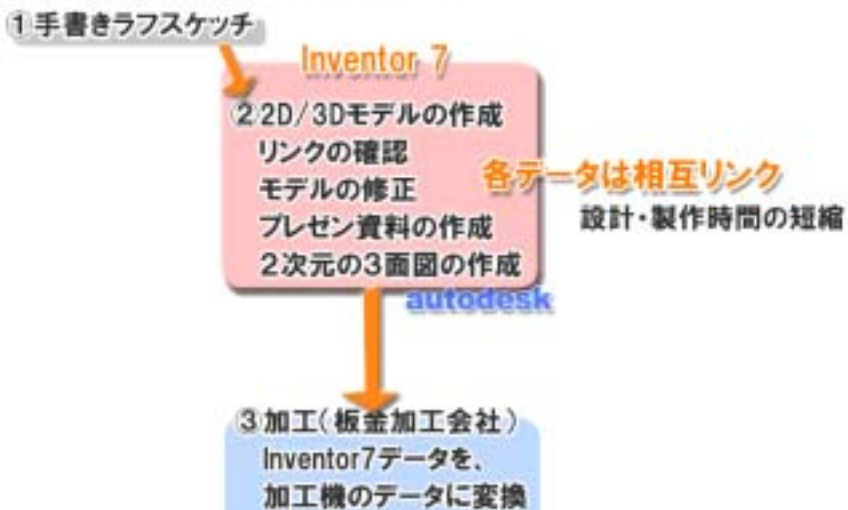 ①手書きラフスケッチ
Inventor 7
②2D/3Dモデルの作成
リンクの確認
モデルの修正
プレゼン資料の作成
2次元の3面図の作成
各データは相互リンク
設計・製作時間の短縮
autodesk
③加工(板金加工会社)
Inventor7データを、
加工機のデータに変換